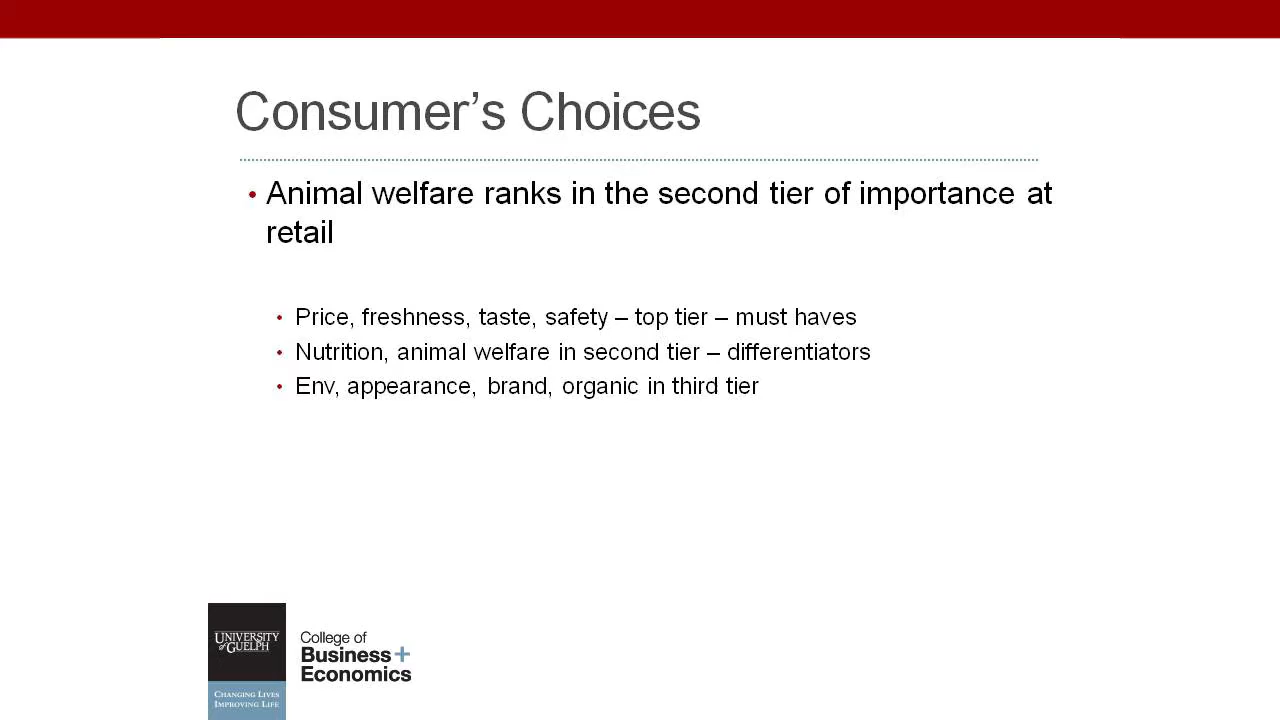 Consumer’s Choices
• Animal welfare ranks in the second tier of importance at
retail
• Price, freshness, taste, safety – top tier – must haves
• Nutrition, animal welfare in second tier – differentiators
• Env, appearance, brand, organic in third tier
UNIVERSITY
of GUELPH
CHANGING LIVES
IMPROVING LIFE
College of
Business+
Economics